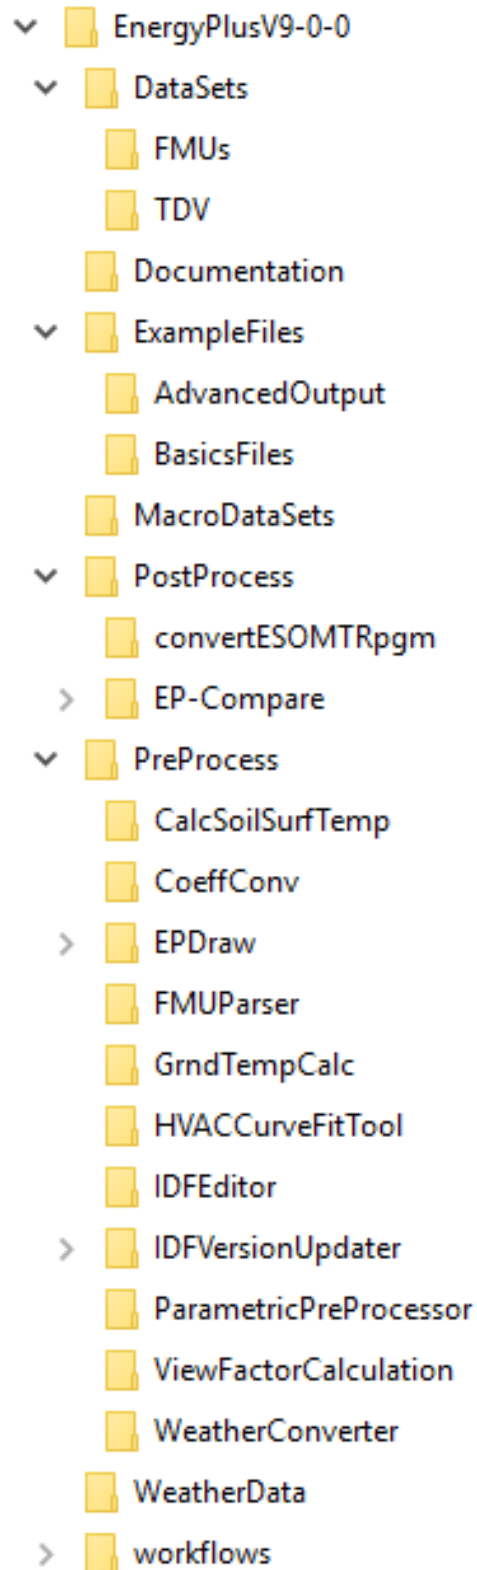 EnergyPlusV9-0-0
DataSets
FMUs
TDV
Documentation
ExampleFiles
AdvancedOutput
BasicsFiles
MacroDataSets
PostProcess
convertESOMTRpgm
EP-Compare
PreProcess
CalcSoilSurfTemp
CoeffConv
EPDraw
FMUParser
GrndTempCalc
HVACCurveFitTool
IDFEditor
IDFVersionUpdater
ParametricPreProcessor
ViewFactorCalculation
WeatherConverter
WeatherData
workflows